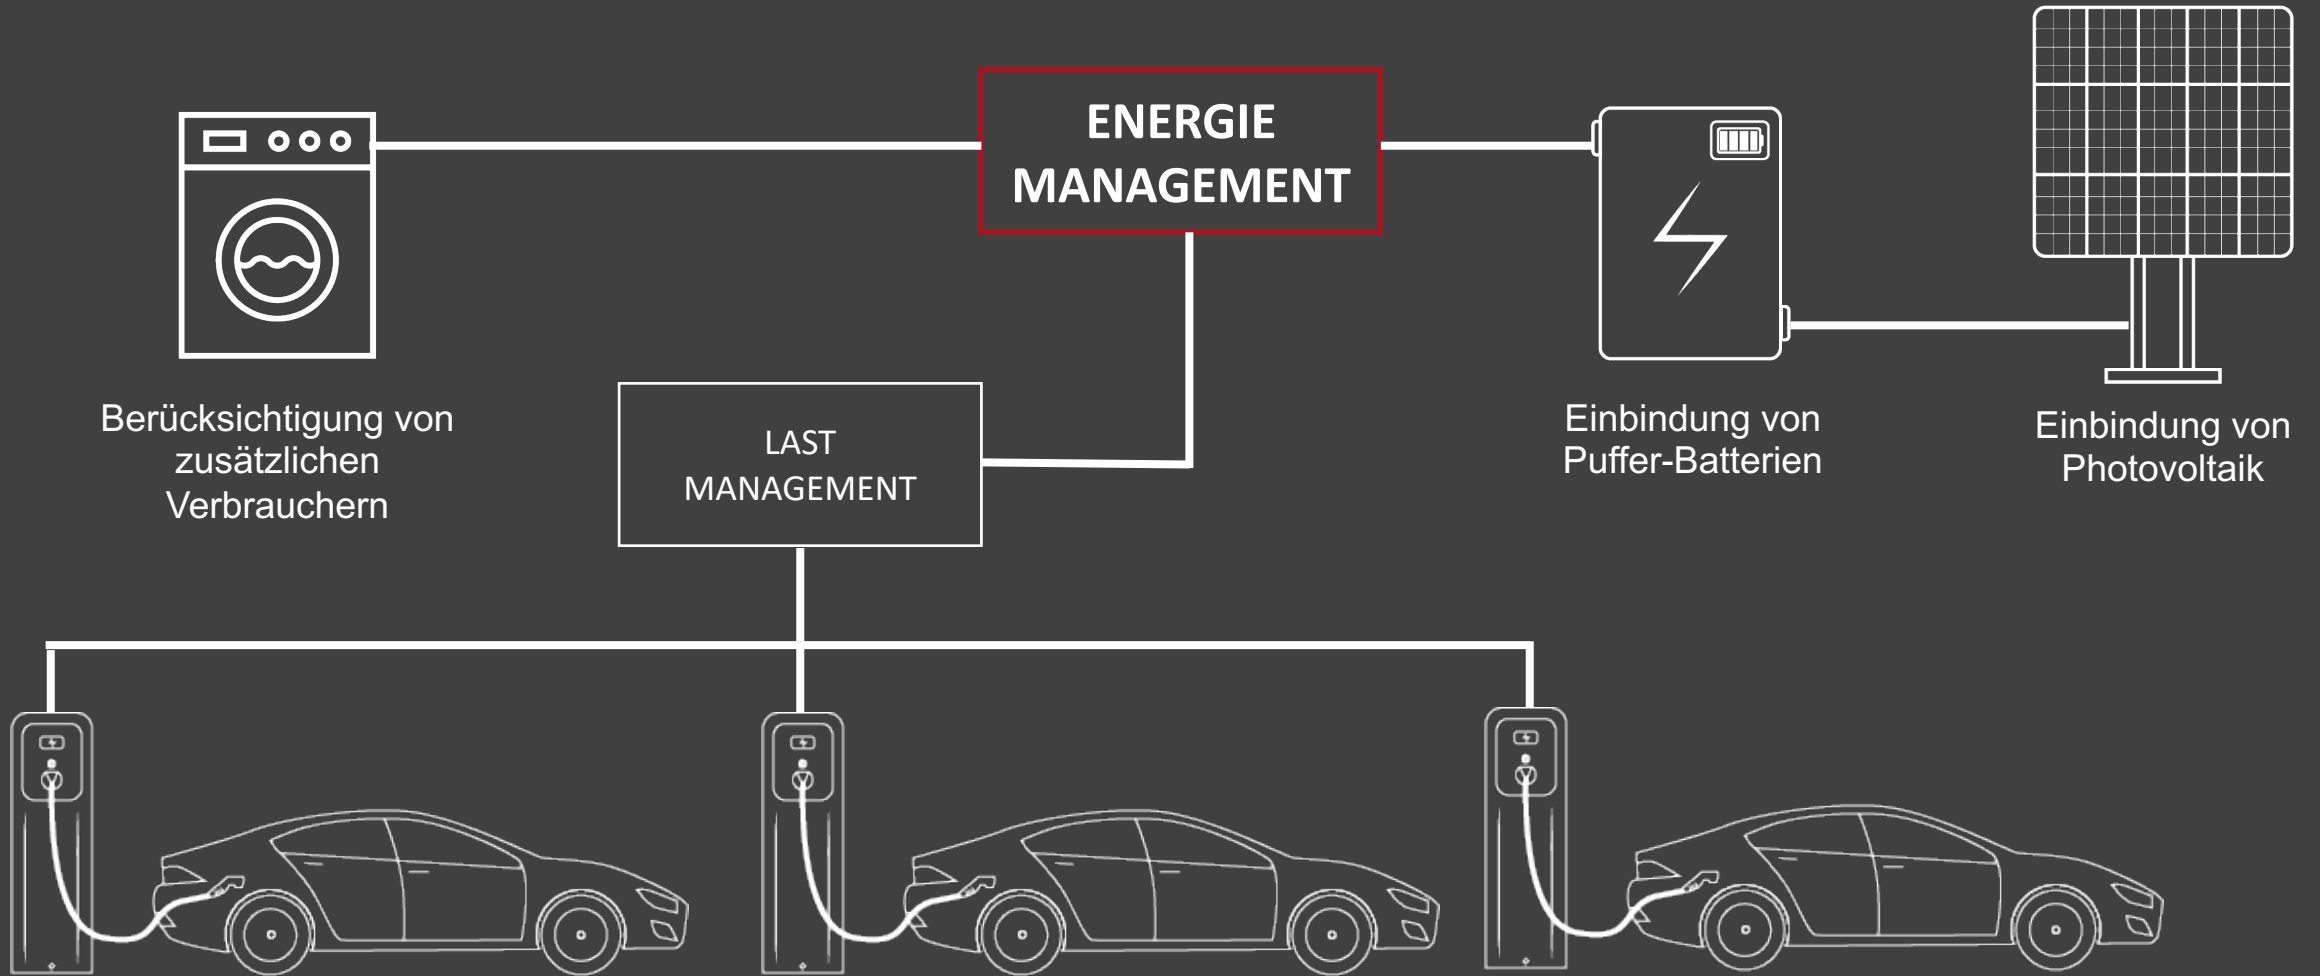 ENERGIE
MANAGEMENT
Berücksichtigung von
zusätzlichen
Verbrauchern
LAST
MANAGEMENT
Einbindung von
Puffer-Batterien
Einbindung von
Photovoltaik